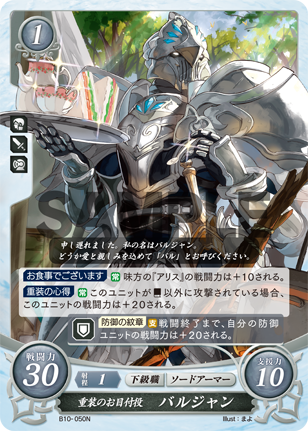 1
SAMPLE
申し遅れました。私の名はバルジャン。
どうか愛と親しみを込めて「バル」とお呼びください。
お食事でございます 常 味方の『アリス』の戦闘力は+10される。
重装の心得 常 このユニットが 以外に攻撃されている場合、
このユニットの戦闘力は+20される。
防御の紋章 支 戦闘終了まで、自分の防御
ユニットの戦闘力は+20される。
戦闘力
30
射程 1 下級職 ソードアーマー
支援力
10
重装のお目付役 バルジャン
B10-050N
Illust:まよ